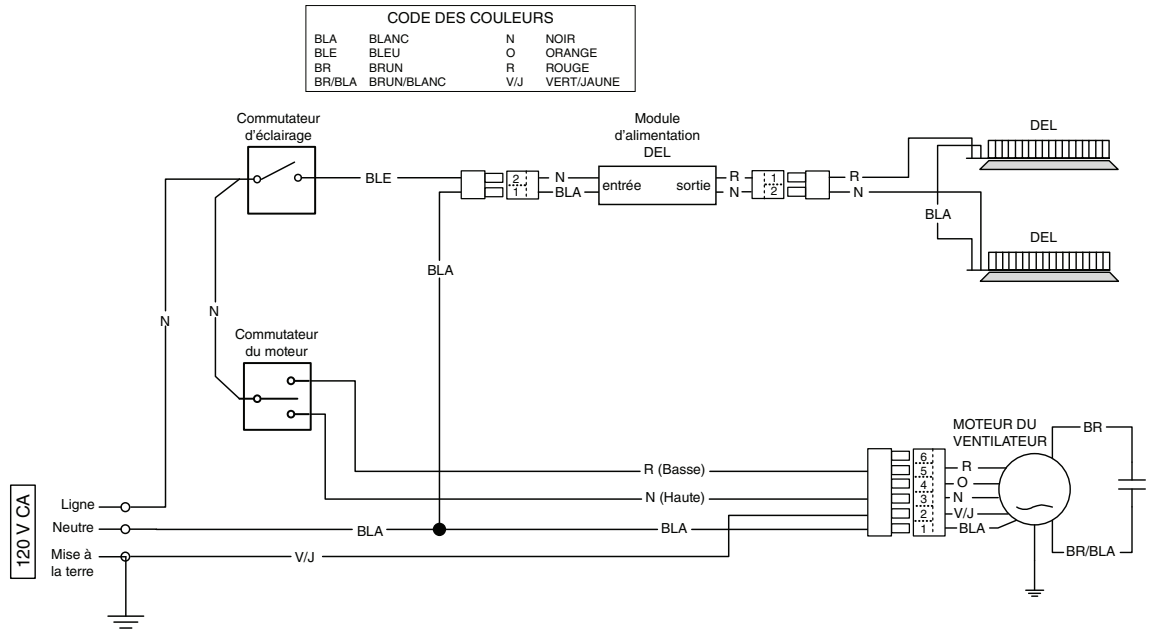 CODE DES COULEURS
BLA BLANC N NOIR
BLE BLEU O ORANGE
BR BRUN R ROUGE
BR/BLA BRUN/BLANC V/J VERT/JAUNE
Commutateur
d'éclairage
Module
d'alimentation
DEL
DEL
BLE
2 N
1 BLA
entrée sortie
R 1
N 2
R
N
BLA
DEL
BLA
N
N
Commutateur
du moteur
MOTEUR DU
VENTILATEUR
BR
R (Basse)
N (Haute)
BLA
BLA
6
5 R
4 O
3 N
2 V/J
1 BLA
BR/BLA
120 V CA
Ligne
Neutre
Mise à
la terre
V/J